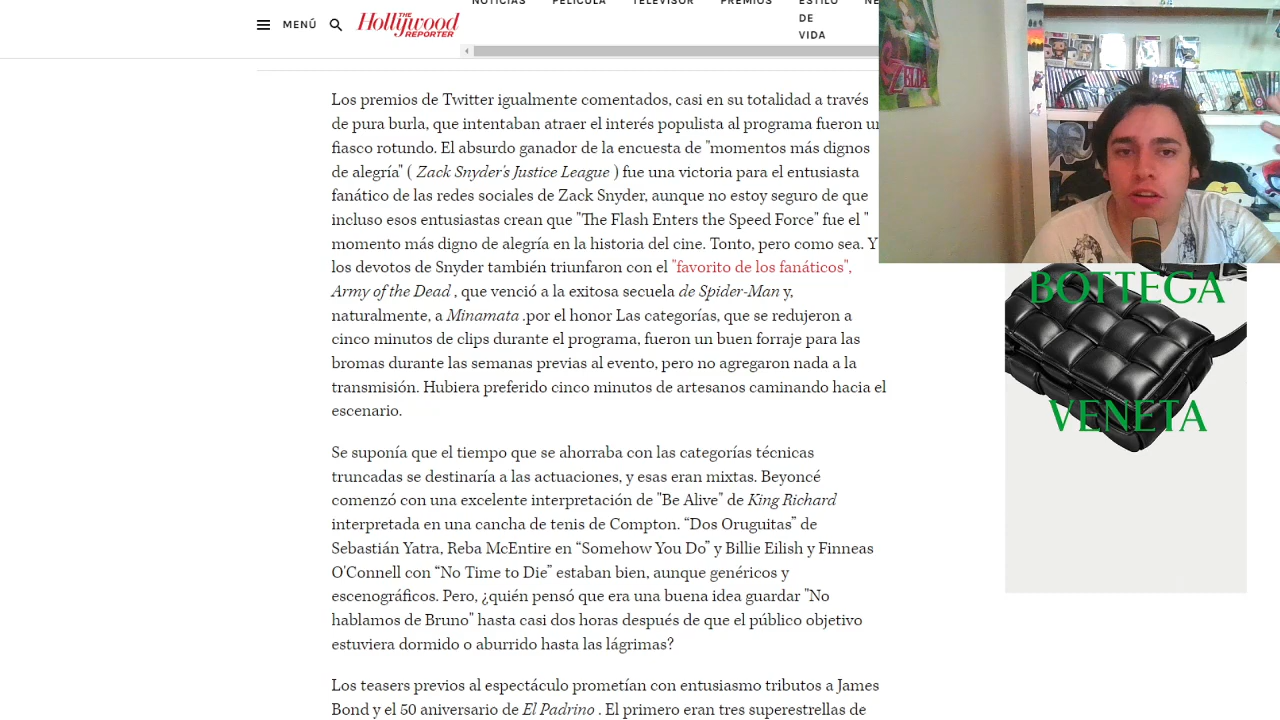 NOTICIAS PELÍCULA TELEVISOR PREMIOS ESTILO
DE
VIDA
MENÚ
THE
Hollywood
REPORTER
ZELDA
Los premios de Twitter igualmente comentados, casi en su totalidad a través
de pura burla, que intentaban atraer el interés populista al programa fueron un
fiasco rotundo. El absurdo ganador de la encuesta de "momentos más dignos
de alegría" ( Zack Snyder's Justice League ) fue una victoria para el entusiasta
fanático de las redes sociales de Zack Snyder, aunque no estoy seguro de que
incluso esos entusiastas crean que "The Flash Enters the Speed Force" fue el "
momento más digno de alegría en la historia del cine. Tonto, pero como sea. Y
los devotos de Snyder también triunfaron con el "favorito de los fanáticos",
Army of the Dead , que venció a la exitosa secuela de Spider-Man y,
naturalmente, a Minamata .por el honor Las categorías, que se redujeron a
cinco minutos de clips durante el programa, fueron un buen forraje para las
bromas durante las semanas previas al evento, pero no agregaron nada a la
transmisión. Hubiera preferido cinco minutos de artesanos caminando hacia el
escenario.
Se suponía que el tiempo que se ahorraba con las categorías técnicas
truncadas se destinaría a las actuaciones, y esas eran mixtas. Beyoncé
comenzó con una excelente interpretación de "Be Alive" de King Richard
interpretada en una cancha de tenis de Compton. “Dos Oruguitas” de
Sebastián Yatra, Reba McEntire en “Somehow You Do” y Billie Eilish y Finneas
O'Connell con “No Time to Die” estaban bien, aunque genéricos y
escenográficos. Pero, ¿quién pensó que era una buena idea guardar "No
hablamos de Bruno" hasta casi dos horas después de que el público objetivo
estuviera dormido o aburrido hasta las lágrimas?
Los teasers previos al espectáculo prometían con entusiasmo tributos a James
Bond y el 50 aniversario de El Padrino . El primero eran tres superestrellas de
BOTTEGA
VENETA